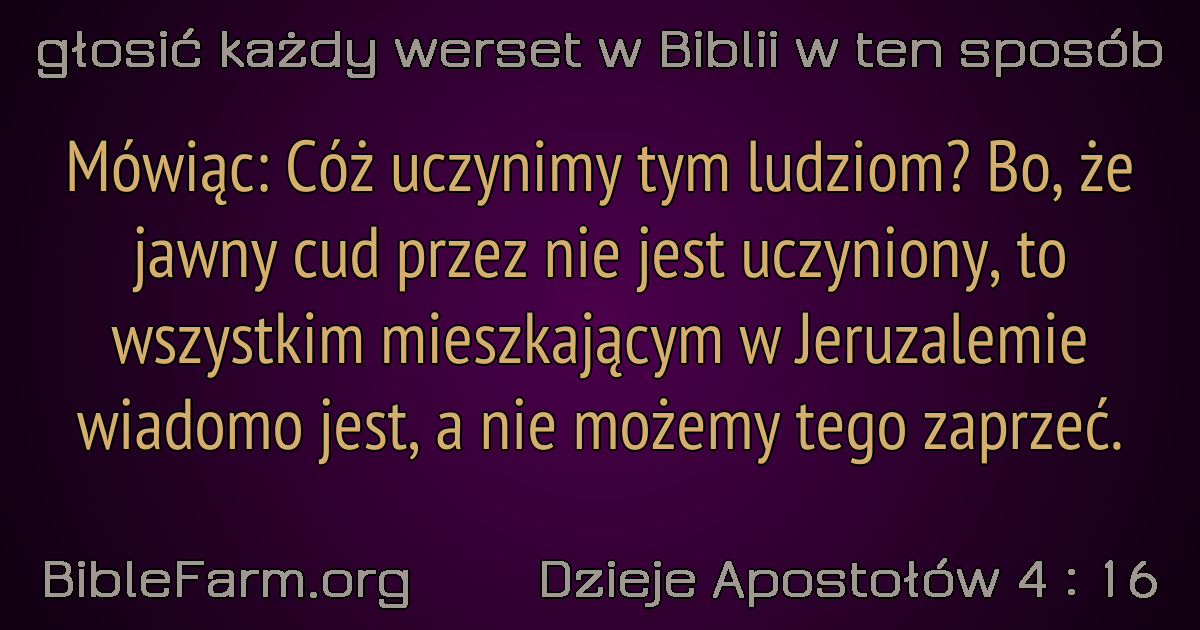 głosić każdy werset w Biblii w ten sposób
Mówiąc: Cóż uczynimy tym ludziom? Bo, że
jawny cud przez nie jest uczyniony, to
wszystkim mieszkającym w Jeruzalemie
wiadomo jest, a nie możemy tego zaprzeć.
BibleFarm.org Dzieje Apostołów 4 : 16